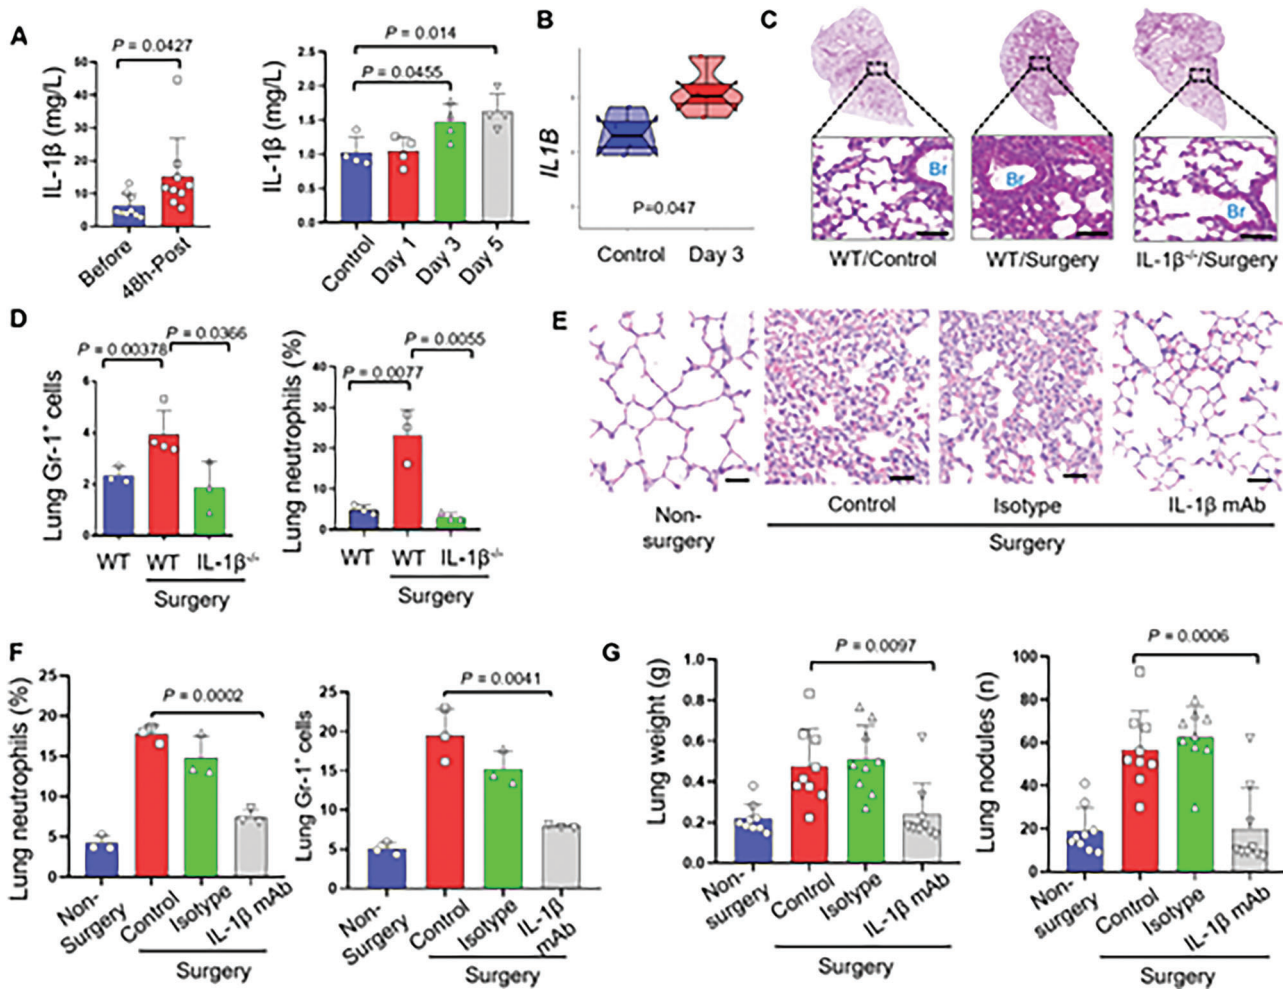 A
P = 0.0427
IL-1β (mg/L)
80
60
40
20
10
0
Before
48h-Post
P = 0.014
P = 0.0455
IL-1β (mg/L)
2.5
2.0
1.5
1.0
0.5
0.0
Control
Day 1
Day 3
Day 5
B
IL1B
P=0.047
Control
Day 3
C
Br
Br
Br
WT/Control
WT/Surgery
IL-1β-/-/Surgery
D
P = 0.0366
P = 0.00378
Lung Gr-1+ cells
6
4
2
0
WT
WT
IL-1β-/-
Surgery
P = 0.0055
P = 0.0077
Lung neutrophils (%)
40
30
20
10
0
WT
WT
IL-1β-/-
Surgery
E
Non-
surgery
Control
Isotype
IL-1β mAb
Surgery
F
P = 0.0002
Lung neutrophils (%)
25
20
15
10
5
0
Non-
Surgery
Control
Isotype
IL-1β mAb
Surgery
P = 0.0041
Lung Gr-1+ cells
25
20
15
10
5
0
Non-
Surgery
Control
Isotype
IL-1β
mAb
Surgery
G
P = 0.0097
Lung weight (g)
1.0
0.8
0.6
0.4
0.2
0.0
Non-
surgery
Control
Isotype
IL-1β mAb
Surgery
P = 0.0006
Lung nodules (n)
100
80
60
40
20
0
Non-
surgery
Control
Isotype
IL-1β mAb
Surgery